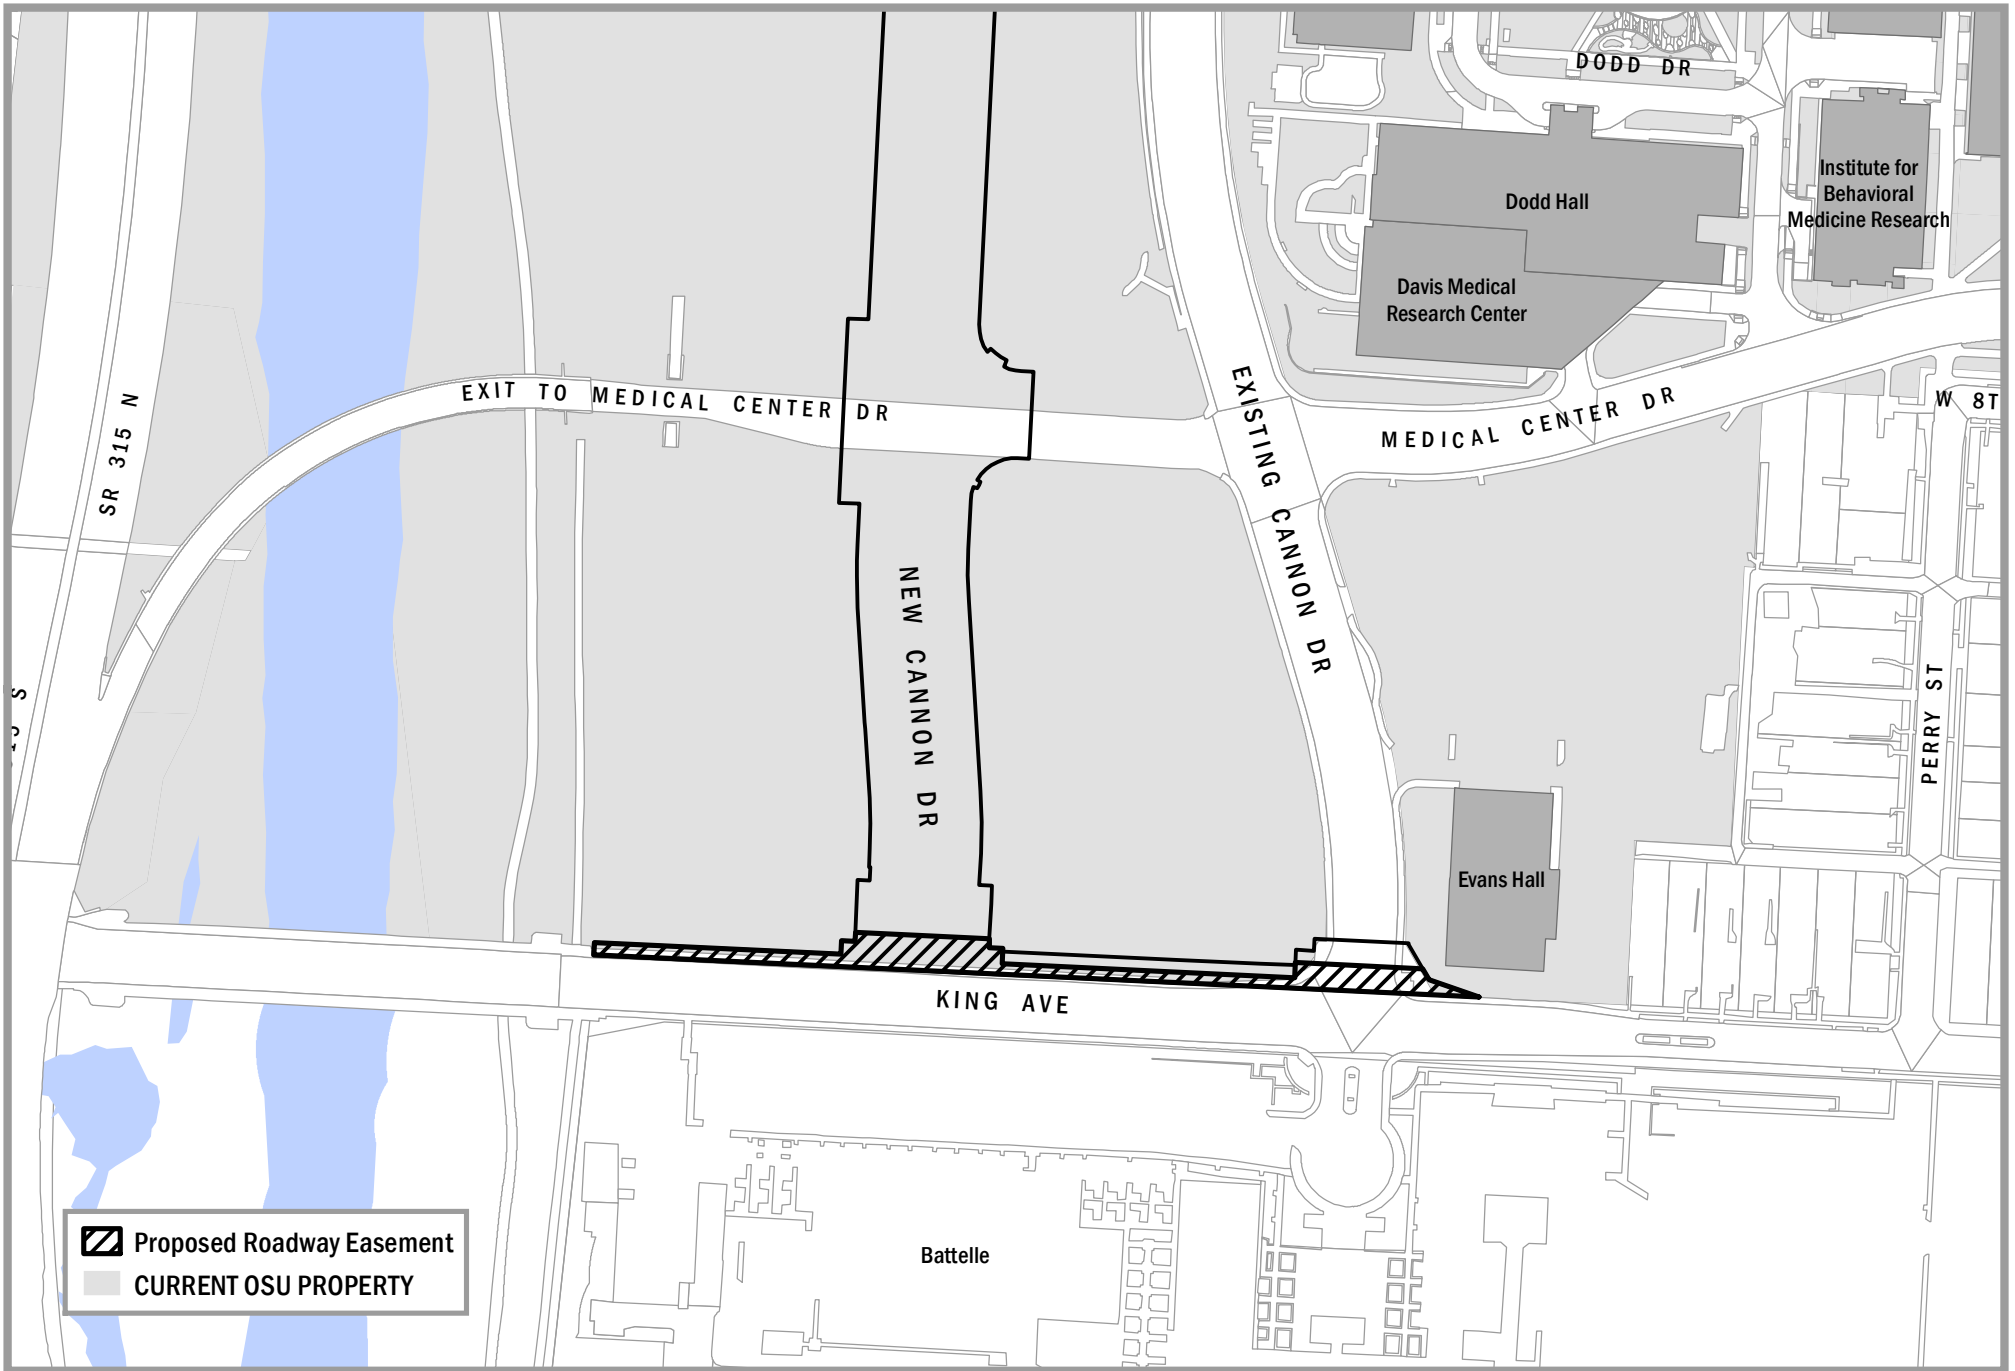 DODD DR
Institute for
Behavioral
Medicine Research
Dodd Hall
Davis Medical
Research Center
EXIT TO MEDICAL CENTER DR
SR 315 N
EXISTING CANNON DR
MEDICAL CENTER DR
W 8T
NEW CANNON DR
PERRY ST
Evans Hall
KING AVE
Battelle
Proposed Roadway Easement
CURRENT OSU PROPERTY